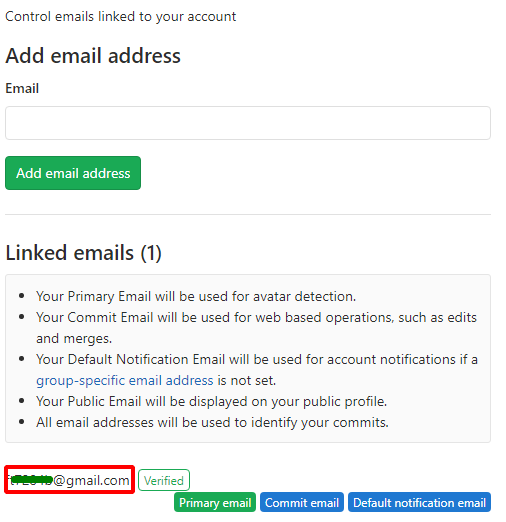 Control emails linked to your account
Add email address
Email
Add email address
Linked emails (1)
• Your Primary Email will be used for avatar detection.
• Your Commit Email will be used for web based operations, such as edits
and merges.
• Your Default Notification Email will be used for account notifications if a
group-specific email address is not set.
• Your Public Email will be displayed on your public profile.
• All email addresses will be used to identify your commits.
@gmail.com Verified
Primary email Commit email Default notification email